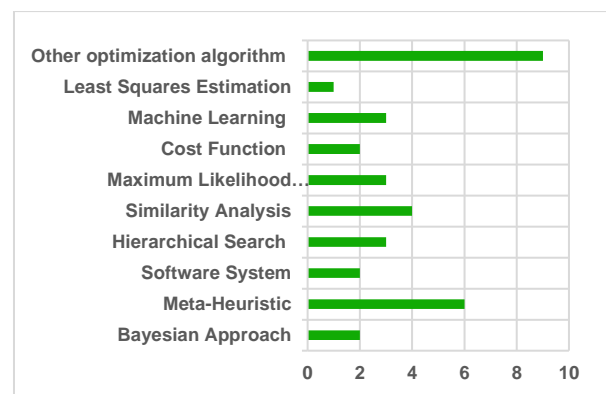 Other optimization algorithm
Least Squares Estimation
Machine Learning
Cost Function
Maximum Likelihood…
Similarity Analysis
Hierarchical Search
Software System
Meta-Heuristic
Bayesian Approach
0 2 4 6 8 10